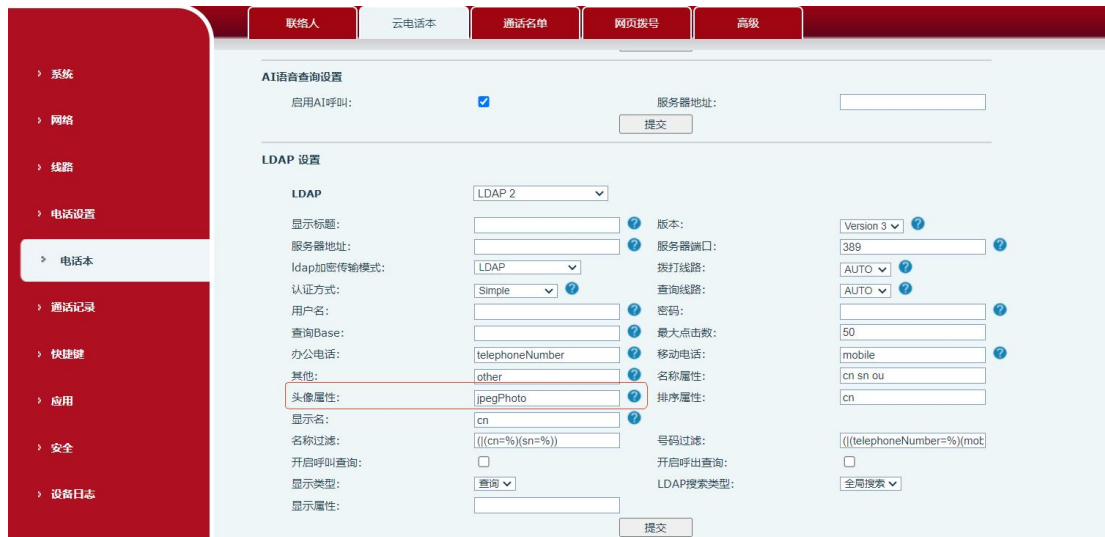 联络人 云电话本 通话名单 网页拨号 高级
系统
网络
线路
电话设置
电话本
通话记录
快捷键
应用
安全
设备日志
AI语音查询设置
启用AI呼叫: 服务器地址:
提交
LDAP 设置
LDAP LDAP 2
显示标题: 版本: Version 3
服务器地址: 服务器端口: 389
ldap加密传输模式: LDAP 拨打线路: AUTO
认证方式: Simple 查询线路: AUTO
用户名: 密码:
查询Base: 最大点击数: 50
办公电话: telephoneNumber 移动电话: mobile
其他: other 名称属性: cn sn ou
头像属性: jpegPhoto 排序属性: cn
显示名: cn
名称过滤: (|(cn=%)(sn=%)) 号码过滤: (|(telephoneNumber=%)(mob
开启呼叫查询: 开启呼出查询:
显示类型: 查询 LDAP搜索类型: 全局搜索
显示属性:
提交